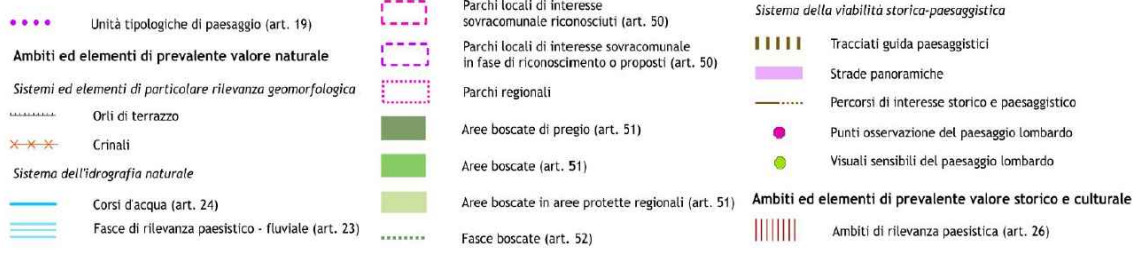 Unità tipologiche di paesaggio (art. 19)
Ambiti ed elementi di prevalente valore naturale
Sistemi ed elementi di particolare rilevanza geomorfologica
Orli di terrazzo
Crinali
Sistema dell'idrografia naturale
Corsi d'acqua (art. 24)
Fasce di rilevanza paesistico - fluviale (art. 23)
Parchi locali di interesse
sovracomunale riconosciuti (art. 50)
Parchi locali di interesse sovracomunale
in fase di riconoscimento o proposti (art. 50)
Parchi regionali
Aree boscate di pregio (art. 51)
Aree boscate (art. 51)
Aree boscate in aree protette regionali (art. 51)
Fasce boscate (art. 52)
Sistema della viabilità storica-paesaggistica
Tracciati guida paesaggistici
Strade panoramiche
Percorsi di interesse storico e paesaggistico
Punti osservazione del paesaggio lombardo
Visuali sensibili del paesaggio lombardo
Ambiti ed elementi di prevalente valore storico e culturale
Ambiti di rilevanza paesistica (art. 26)